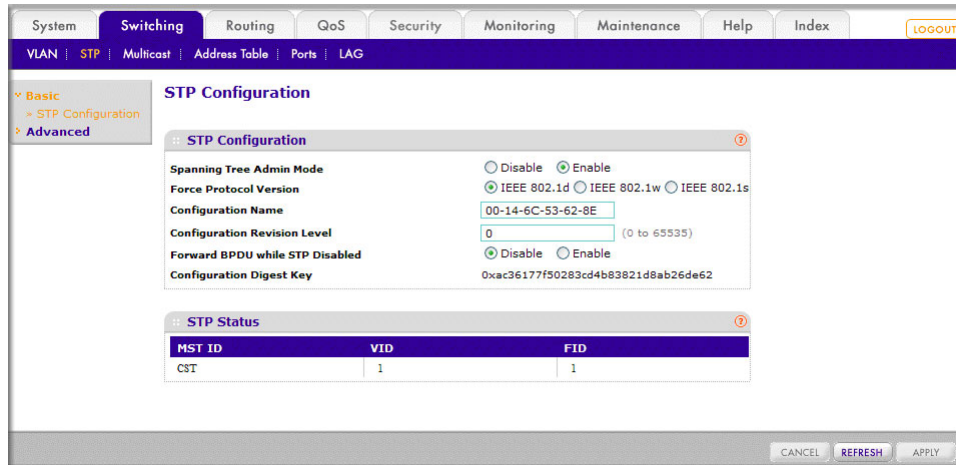 System Switching Routing QoS Security Monitoring Maintenance Help Index LOGOUT
VLAN STP Multicast Address Table Ports LAG
Basic
STP Configuration
Advanced
STP Configuration
STP Configuration
Spanning Tree Admin Mode Disable Enable
Force Protocol Version IEEE 802.1d IEEE 802.1w IEEE 802.1s
Configuration Name 00-14-6C-53-62-8E
Configuration Revision Level 0 (0 to 65535)
Forward BPDU while STP Disabled Disable Enable
Configuration Digest Key 0xac36177f50283cd4b83821d8ab26de62
STP Status
MST ID VID FID
CST 1 1
CANCEL REFRESH APPLY